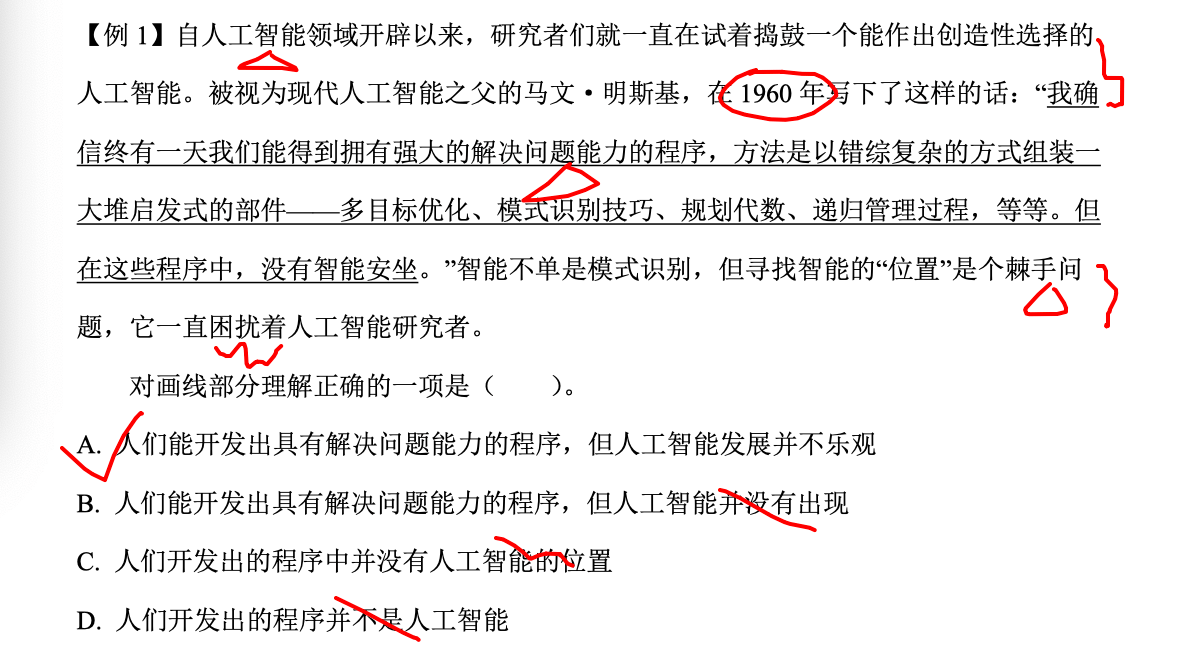 【例 1】自人工智能领域开辟以来，研究者们就一直在试着捣鼓一个能作出创造性选择的
人工智能。被视为现代人工智能之父的马文·明斯基，在 1960 年写下了这样的话：“我确
信终有一天我们能得到拥有强大的解决问题能力的程序，方法是以错综复杂的方式组装一
大堆启发式的部件——多目标优化、模式识别技巧、规划代数、递归管理过程，等等。但
在这些程序中，没有智能安坐。”智能不单是模式识别，但寻找智能的“位置”是个棘手问
题，它一直困扰着人工智能研究者。
对画线部分理解正确的一项是（　　）。
A. 人们能开发出具有解决问题能力的程序，但人工智能发展并不乐观
B. 人们能开发出具有解决问题能力的程序，但人工智能并没有出现
C. 人们开发出的程序中并没有人工智能的位置
D. 人们开发出的程序并不是人工智能